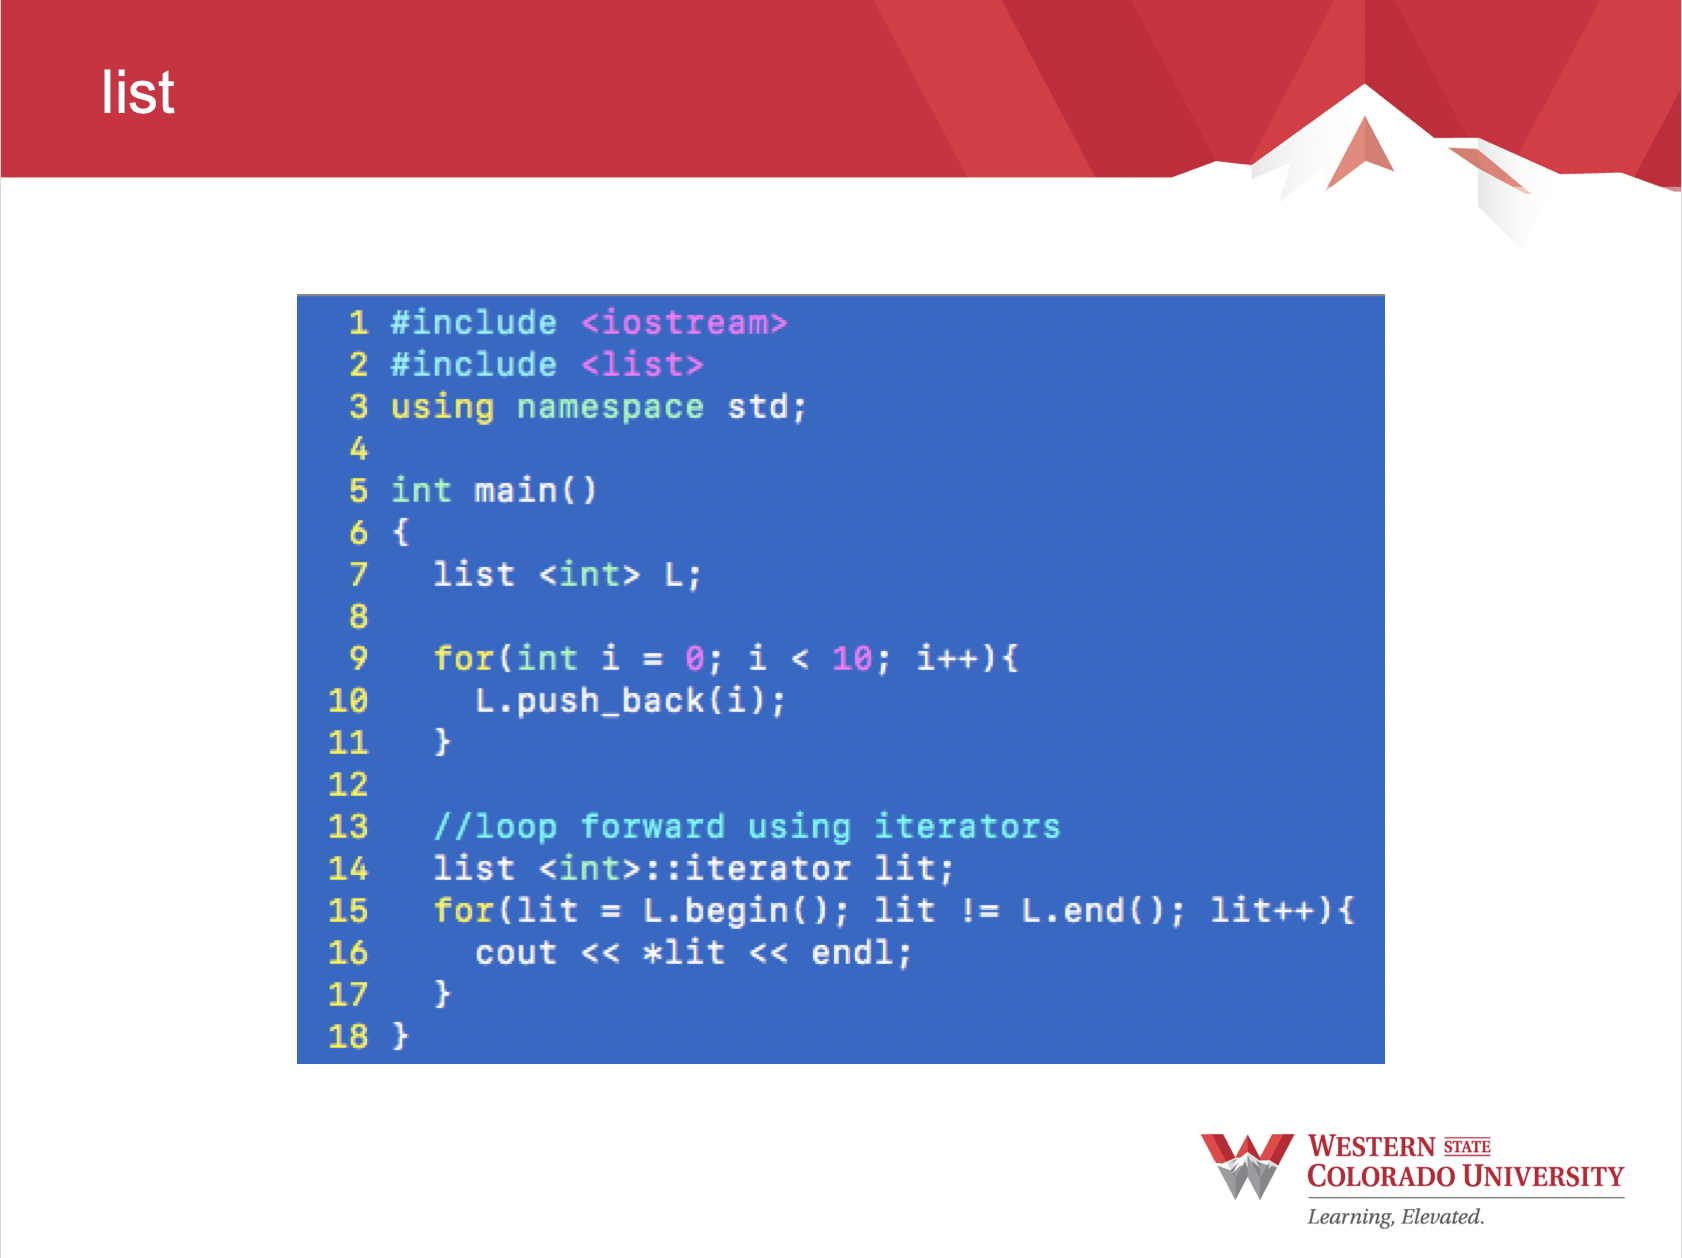 list
1 #include <iostream>
2 #include <list>
3 using namespace std;
4
5 int main()
6 {
7   list <int> L;
8
9   for(int i = 0; i < 10; i++){
10     L.push_back(i);
11   }
12
13   //loop forward using iterators
14   list <int>::iterator lit;
15   for(lit = L.begin(); lit != L.end(); lit++){
16     cout << *lit << endl;
17   }
18 }
WESTERN STATE
COLORADO UNIVERSITY
Learning, Elevated.